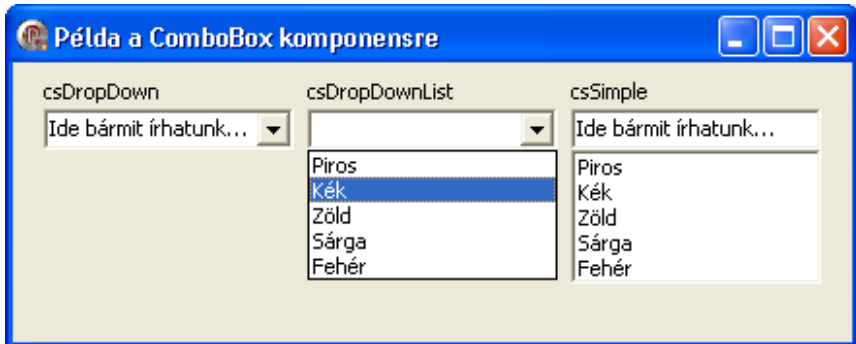 Példa a ComboBox komponensre
csDropDown
Ide bármit írhatunk...
csDropDownList
Piros
Kék
Zöld
Sárga
Fehér
csSimple
Ide bármit írhatunk...
Piros
Kék
Zöld
Sárga
Fehér